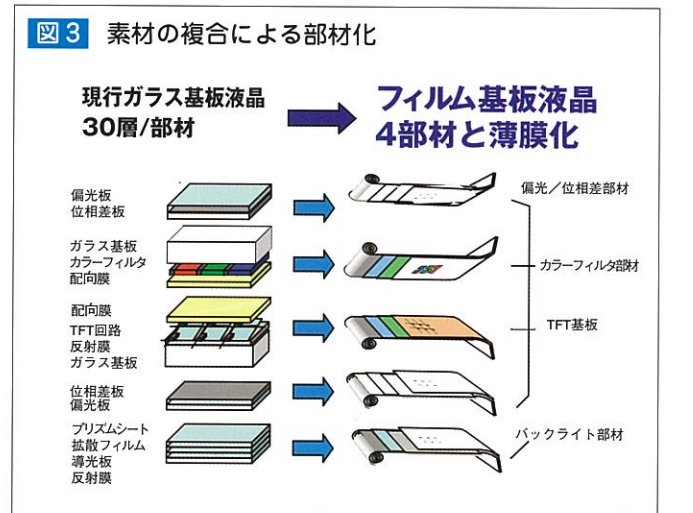 図3 素材の複合による部材化
現行ガラス基板液晶
30層/部材
フィルム基板液晶
4部材と薄膜化
偏光板
位相差板
偏光／位相差部材
ガラス基板
カラーフィルタ
配向膜
カラーフィルタ部材
配向膜
TFT回路
反射膜
ガラス基板
TFT基板
位相差板
偏光板
プリズムシート
拡散フィルム
導光板
反射膜
バックライト部材